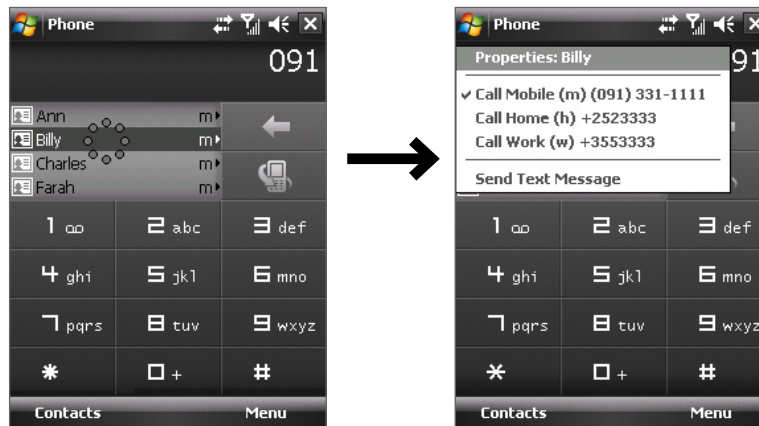 Phone
091
Ann m
Billy m
Charles m
Farah m
1 2 abc 3 def
4 ghi 5 jkl 6 mno
7 pqrs 8 tuv 9 wxyz
* 0 + #
Contacts Menu
Phone
91
Properties: Billy
Call Mobile (m) (091) 331-1111
Call Home (h) +2523333
Call Work (w) +3553333
Send Text Message
1 2 abc 3 def
4 ghi 5 jkl 6 mno
7 pqrs 8 tuv 9 wxyz
* 0 + #
Contacts Menu